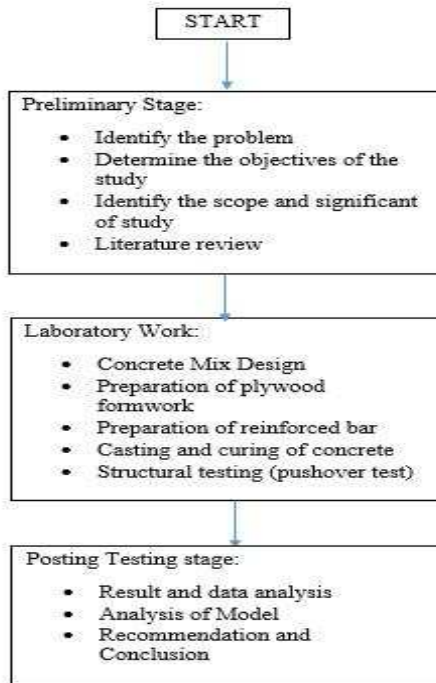 START
Preliminary Stage:
• Identify the problem
• Determine the objectives of the
study
• Identify the scope and significant
of study
• Literature review
Laboratory Work:
• Concrete Mix Design
• Preparation of plywood
formwork
• Preparation of reinforced bar
• Casting and curing of concrete
• Structural testing (pushover test)
Posting Testing stage:
• Result and data analysis
• Analysis of Model
• Recommendation and
Conclusion